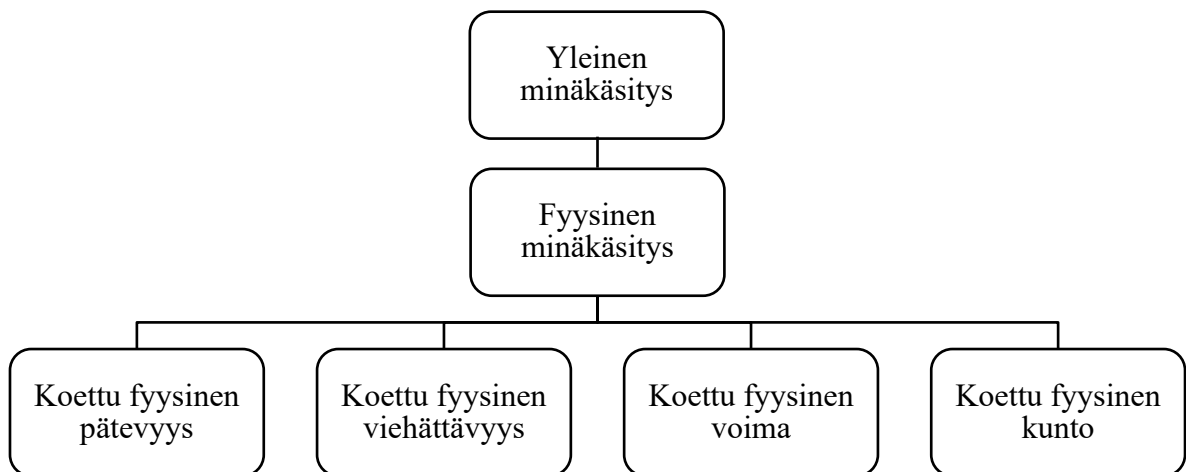 Yleinen
minäkäsitys
Fyysinen
minäkäsitys
Koettu fyysinen
pätevyys
Koettu fyysinen
viehättävyys
Koettu fyysinen
voima
Koettu fyysinen
kunto